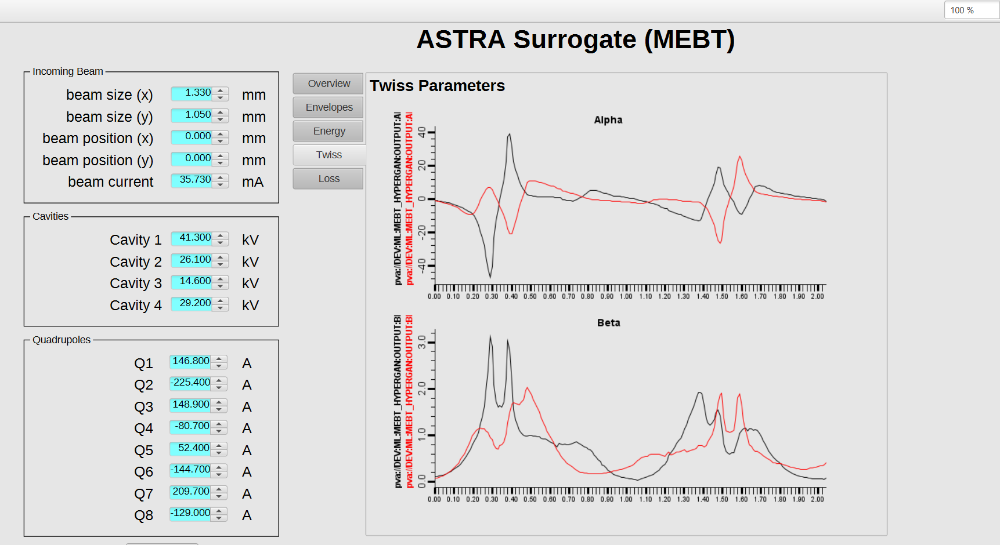 100 %
ASTRA Surrogate (MEBT)
Incoming Beam
beam size (x) 1.330 mm
beam size (y) 1.050 mm
beam position (x) 0.000 mm
beam position (y) 0.000 mm
beam current 35.730 mA
Cavities
Cavity 1 41.300 kV
Cavity 2 26.100 kV
Cavity 3 14.600 kV
Cavity 4 29.200 kV
Quadrupoles
Q1 146.800 A
Q2 -225.400 A
Q3 148.900 A
Q4 -80.700 A
Q5 52.400 A
Q6 -144.700 A
Q7 209.700 A
Q8 -129.000 A
Overview
Envelopes
Energy
Twiss
Loss
Twiss Parameters
Alpha
pva://DEV:ML:MEBT_HYPERGAN:OUTPUT:A
pva://DEV:ML:MEBT_HYPERGAN:OUTPUT:A
40
20
0
-20
-40
0.00 0.10 0.20 0.30 0.40 0.50 0.60 0.70 0.80 0.90 1.00 1.10 1.20 1.30 1.40 1.50 1.60 1.70 1.80 1.90 2.00
Beta
pva://DEV:ML:MEBT_HYPERGAN:OUTPUT:B
pva://DEV:ML:MEBT_HYPERGAN:OUTPUT:B
3.0
2.0
1.0
0.0
0.00 0.10 0.20 0.30 0.40 0.50 0.60 0.70 0.80 0.90 1.00 1.10 1.20 1.30 1.40 1.50 1.60 1.70 1.80 1.90 2.00